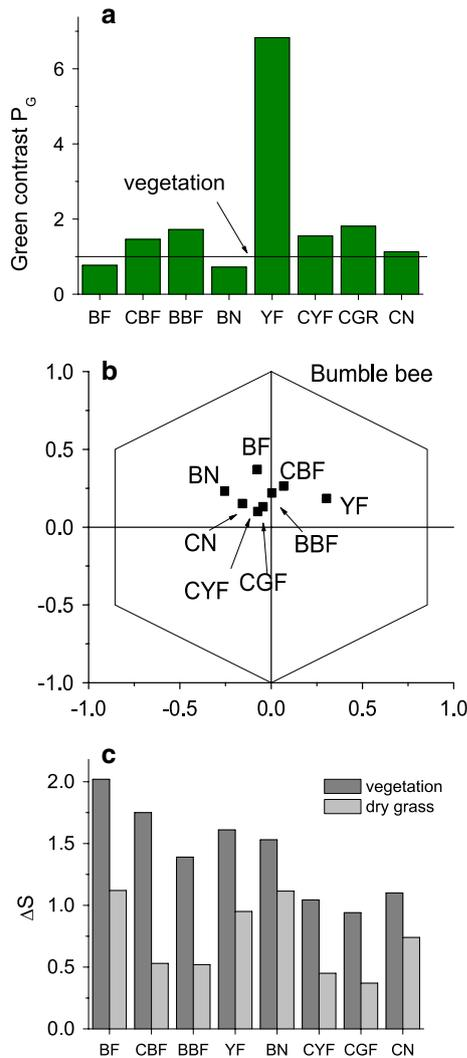 a
Green contrast P_G
6
4
2
0
vegetation
BF CBF BBF BN YF CYF CGR CN
b
Bumble bee
1.0
0.5
0.0
-0.5
-1.0
BF
CBF
BN
YF
CN
BBF
CYF
CGF
-1.0 -0.5 0.0 0.5 1.0
c
ΔS
2.0
1.5
1.0
0.5
0.0
vegetation
dry grass
BF CBF BBF YF BN CYF CGF CN